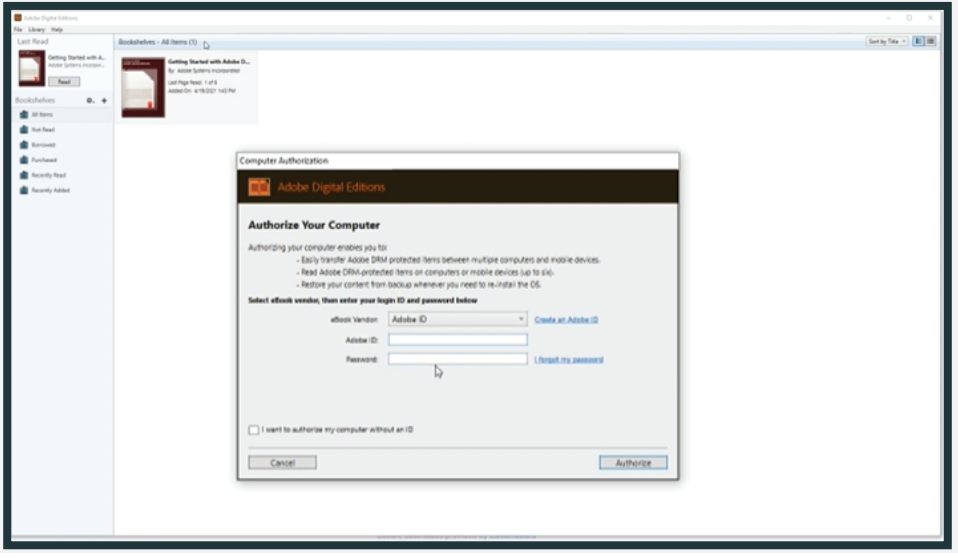 Adobe Digital Editions
File Library Help
Last Read
Getting Started with A...
Adobe Systems Incorpor...
Read
Bookshelves
All Items
Not Read
Borrowed
Purchased
Recently Read
Recently Added
Bookshelves - All Items (1)
Sort by Title
Getting Started with Adobe D...
By: Adobe Systems Incorporated
Last Page Read: 1 of 6
Added On: 4/19/2021 1:43 PM
Computer Authorization
Adobe Digital Editions
Authorize Your Computer
Authorizing your computer enables you to:
- Easily transfer Adobe DRM protected items between multiple computers and mobile devices.
- Read Adobe DRM-protected items on computers or mobile devices (up to six).
- Restore your content from backup whenever you need to re-install the OS.
Select eBook vendor, then enter your login ID and password below
eBook Vendor: Adobe ID Create an Adobe ID
Adobe ID:
Password: I forgot my password
I want to authorize my computer without an ID
Cancel Authorize